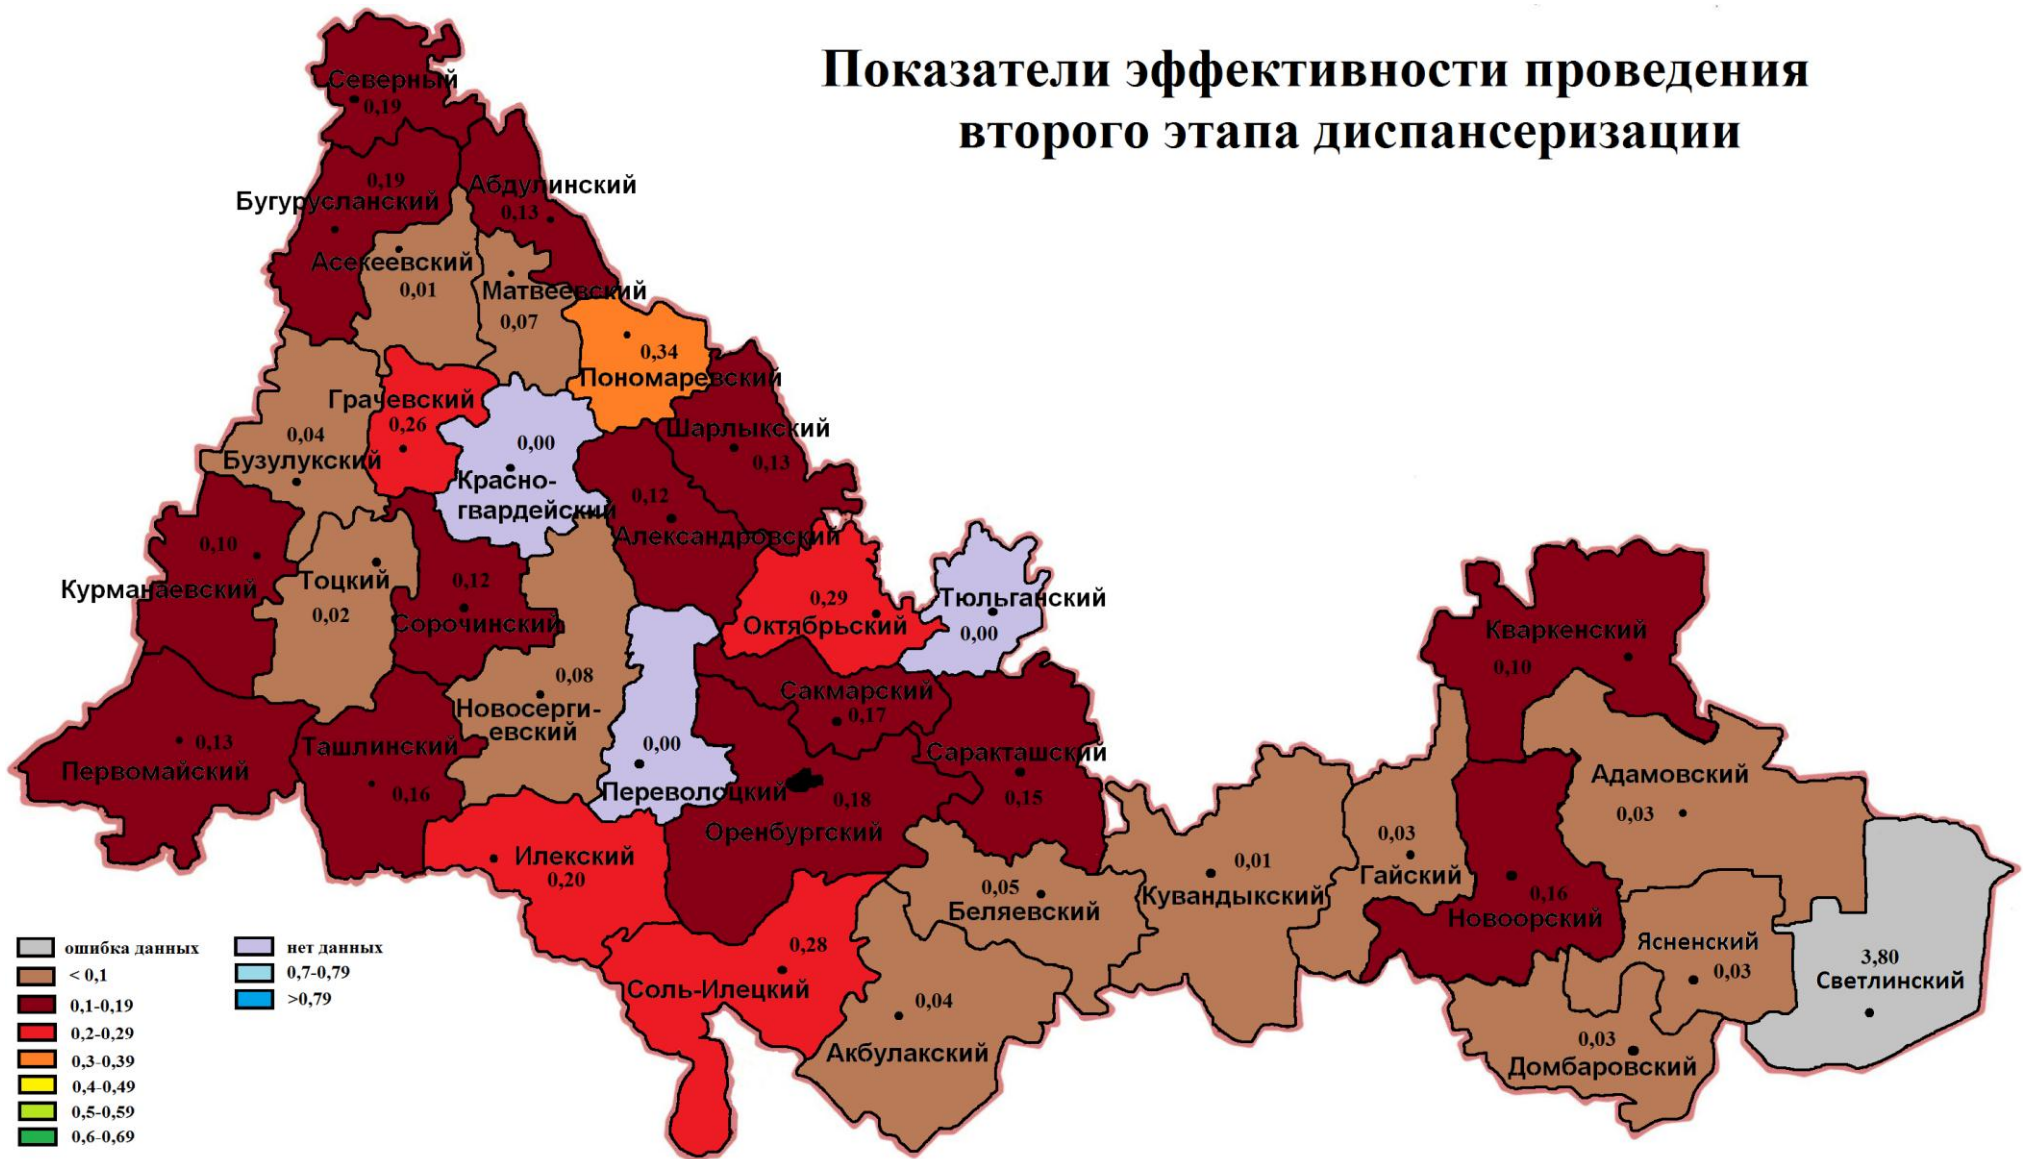 Показатели эффективности проведения
второго этапа диспансеризации
Северный
0,19
0,19
Бугурусланский
Абдулинский
0,13
Асекеевский
0,01
Матвеевский
0,07
0,34
Пономаревский
Грачевский
0,26
0,04
Бузулукский
0,00
Красно-
гвардейский
Шарлыкский
0,13
0,12
Александровский
0,10
Курманаевский
Тоцкий
0,02
0,12
Сорочинский
0,29
Октябрьский
Тюльганский
0,00
Кваркенский
0,10
0,08
Новосерги-
евский
Сакмарский
0,17
0,13
Первомайский
Ташлинский
0,16
0,00
Переволоцкий
0,18
Оренбургский
Саракташский
0,15
Адамовский
0,03
Илекский
0,20
0,05
Беляевский
0,01
Кувандыкский
0,03
Гайский
0,16
Новоорский
0,28
Соль-Илецкий
Ясненский
0,03
3,80
Светлинский
0,04
Акбулакский
0,03
Домбаровский
ошибка данных
< 0,1
0,1-0,19
0,2-0,29
0,3-0,39
0,4-0,49
0,5-0,59
0,6-0,69
нет данных
0,7-0,79
>0,79